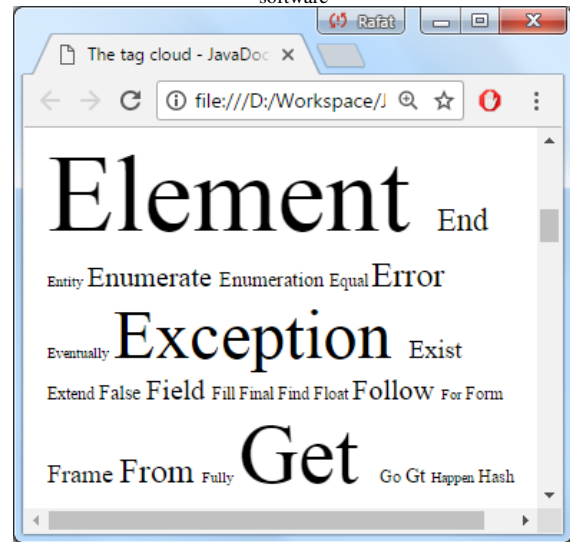 software
Rafat
The tag cloud - JavaDoc
file:///D:/Workspace/J
Element End
Entity Enumerate Enumeration Equal Error
Eventually Exception Exist
Extend False Field Fill Final Find Float Follow For Form
Frame From Fully Get Go Gt Happen Hash